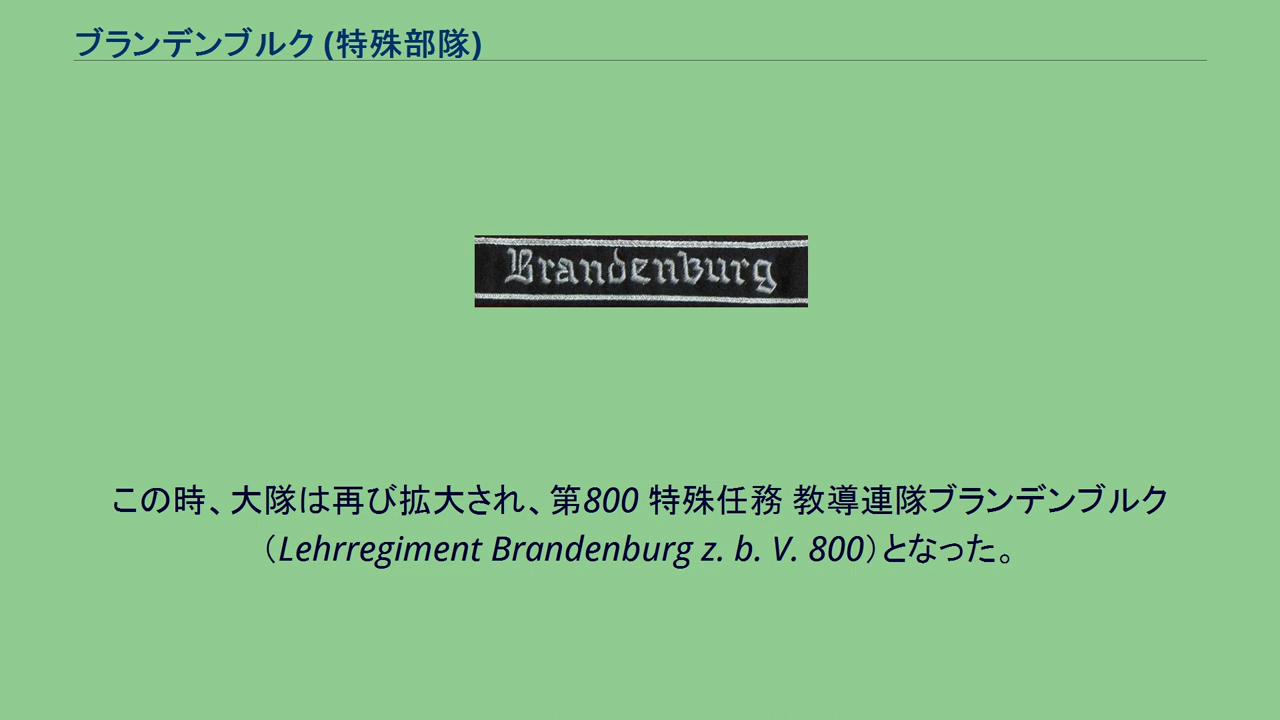 ブランデンブルク (特殊部隊)
Brandenburg
この時、大隊は再び拡大され、第800 特殊任務 教導連隊ブランデンブルク
（Lehrregiment Brandenburg z. b. V. 800）となった。